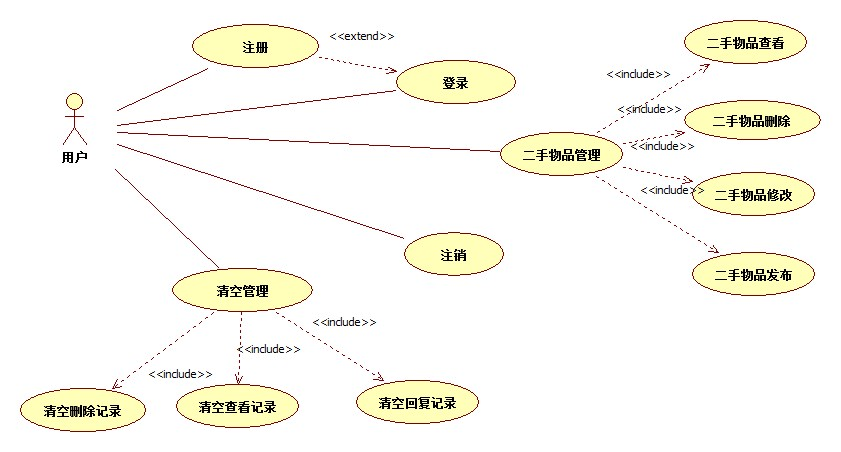 注册
<<extend>>
登录
二手物品查看
<<include>>
<<include>>
二手物品删除
<<include>>
二手物品管理
用户
<<include>>
二手物品修改
注销
二手物品发布
清空管理
<<include>>
<<include>>
<<include>>
清空删除记录
清空查看记录
清空回复记录